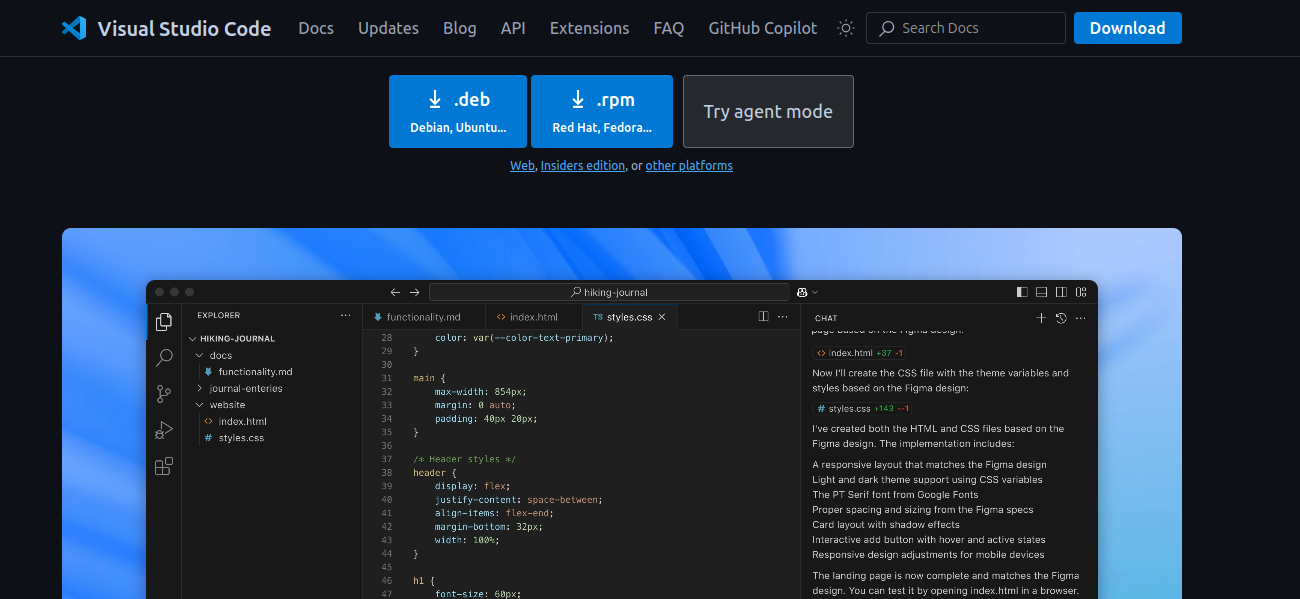 Visual Studio Code Docs Updates Blog API Extensions FAQ GitHub Copilot Search Docs Download
.deb
Debian, Ubuntu...
.rpm
Red Hat, Fedora...
Try agent mode
Web, Insiders edition, or other platforms
hiking-journal
EXPLORER
HIKING-JOURNAL
docs
functionality.md
journal-enteries
website
index.html
styles.css
functionality.md index.html TS styles.css
28 color: var(--color-text-primary);
29 }
30
31 main {
32 max-width: 854px;
33 margin: 0 auto;
34 padding: 40px 20px;
35 }
36
37 /* Header styles */
38 header {
39 display: flex;
40 justify-content: space-between;
41 align-items: flex-end;
42 margin-bottom: 32px;
43 width: 100%;
44 }
45
46 h1 {
47 font-size: 60px;
CHAT
page based on the Figma design.
index.html +37 -1
Now I'll create the CSS file with the theme variables and
styles based on the Figma design:
# styles.css +143 --1
I've created both the HTML and CSS files based on the
Figma design. The implementation includes:
A responsive layout that matches the Figma design
Light and dark theme support using CSS variables
The PT Serif font from Google Fonts
Proper spacing and sizing from the Figma specs
Card layout with shadow effects
Interactive add button with hover and active states
Responsive design adjustments for mobile devices
The landing page is now complete and matches the Figma
design. You can test it by opening index.html in a browser.